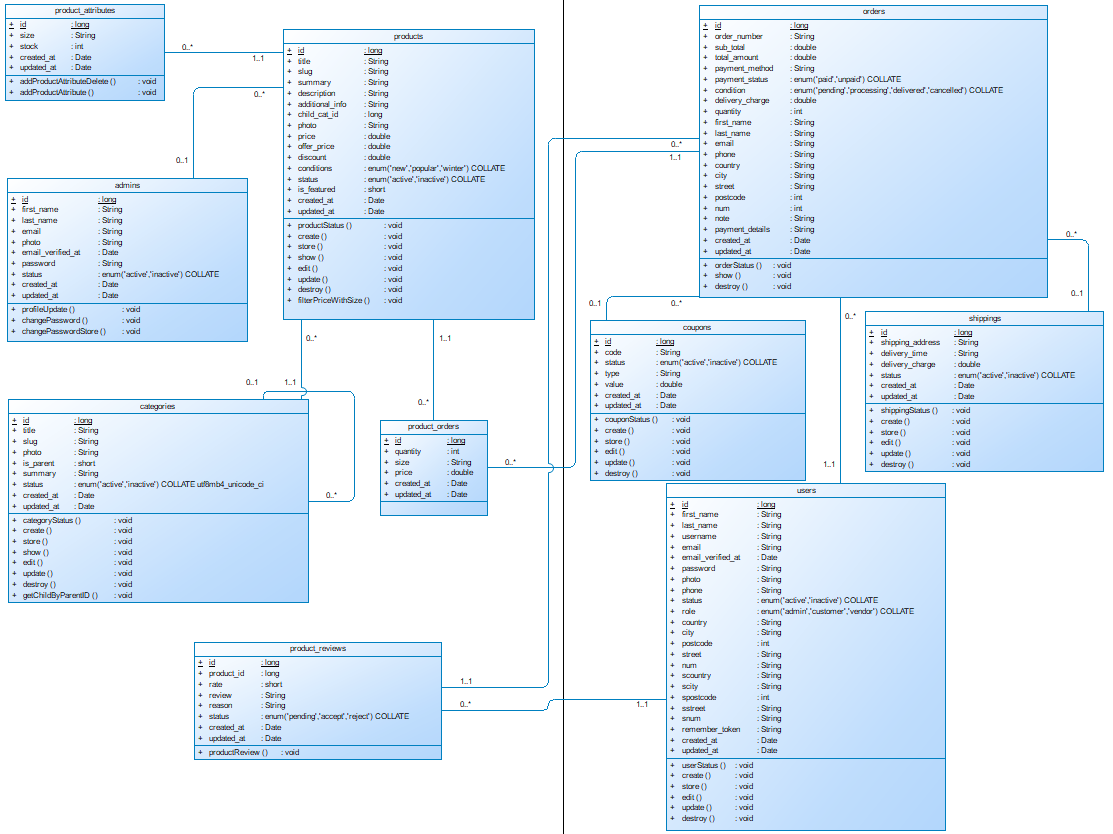 product_attributes
+ id : long
+ size : String
+ stock : int
+ created_at : Date
+ updated_at : Date
+ addProductAttributeDelete () : void
+ addProductAttribute () : void
0..*
1..1
products
+ id : long
+ title : String
+ slug : String
+ summary : String
+ description : String
+ additional_info : String
+ child_cat_id : long
+ photo : String
+ price : double
+ offer_price : double
+ discount : double
+ conditions : enum('new','popular','winter') COLLATE
+ status : enum('active','inactive') COLLATE
+ is_featured : short
+ created_at : Date
+ updated_at : Date
+ productStatus () : void
+ create () : void
+ store () : void
+ show () : void
+ edit () : void
+ update () : void
+ destroy () : void
+ filterPriceWithSize () : void
0..*
0..1
admins
+ id : long
+ first_name : String
+ last_name : String
+ email : String
+ photo : String
+ email_verified_at : Date
+ password : String
+ status : enum('active','inactive') COLLATE
+ created_at : Date
+ updated_at : Date
+ profileUpdate () : void
+ changePassword () : void
+ changePasswordStore () : void
0..*
1..1
0..1
1..1
0..*
0..*
categories
+ id : long
+ title : String
+ slug : String
+ photo : String
+ is_parent : short
+ summary : String
+ status : enum('active','inactive') COLLATE utf8mb4_unicode_ci
+ created_at : Date
+ updated_at : Date
+ categoryStatus () : void
+ create () : void
+ store () : void
+ show () : void
+ edit () : void
+ update () : void
+ destroy () : void
+ getChildByParentID () : void
product_orders
+ id : long
+ quantity : int
+ size : String
+ price : double
+ created_at : Date
+ updated_at : Date
0..*
product_reviews
+ id : long
+ product_id : long
+ rate : short
+ review : String
+ reason : String
+ status : enum('pending','accept','reject') COLLATE
+ created_at : Date
+ updated_at : Date
+ productReview () : void
1..1
0..*
1..1
orders
+ id : long
+ order_number : String
+ sub_total : double
+ total_amount : double
+ payment_method : String
+ payment_status : enum('paid','unpaid') COLLATE
+ condition : enum('pending','processing','delivered','cancelled') COLLATE
+ delivery_charge : double
+ quantity : int
+ first_name : String
+ last_name : String
+ email : String
+ phone : String
+ country : String
+ city : String
+ street : String
+ postcode : int
+ num : int
+ note : String
+ payment_details : String
+ created_at : Date
+ updated_at : Date
+ orderStatus () : void
+ show () : void
+ destroy () : void
0..*
1..1
0..*
0..1
0..1
0..*
0..*
1..1
coupons
+ id : long
+ code : String
+ status : enum('active','inactive') COLLATE
+ type : String
+ value : double
+ created_at : Date
+ updated_at : Date
+ couponStatus () : void
+ create () : void
+ store () : void
+ edit () : void
+ update () : void
+ destroy () : void
shippings
+ id : long
+ shipping_address : String
+ delivery_time : String
+ delivery_charge : double
+ status : enum('active','inactive') COLLATE
+ created_at : Date
+ updated_at : Date
+ shippingStatus () : void
+ create () : void
+ store () : void
+ edit () : void
+ update () : void
+ destroy () : void
users
+ id : long
+ first_name : String
+ last_name : String
+ username : String
+ email : String
+ email_verified_at : Date
+ password : String
+ photo : String
+ phone : String
+ status : enum('active','inactive') COLLATE
+ role : enum('admin','customer','vendor') COLLATE
+ country : String
+ city : String
+ postcode : int
+ street : String
+ num : String
+ scountry : String
+ scity : String
+ spostcode : int
+ sstreet : String
+ snum : String
+ remember_token : String
+ created_at : Date
+ updated_at : Date
+ userStatus () : void
+ create () : void
+ store () : void
+ edit () : void
+ update () : void
+ destroy () : void